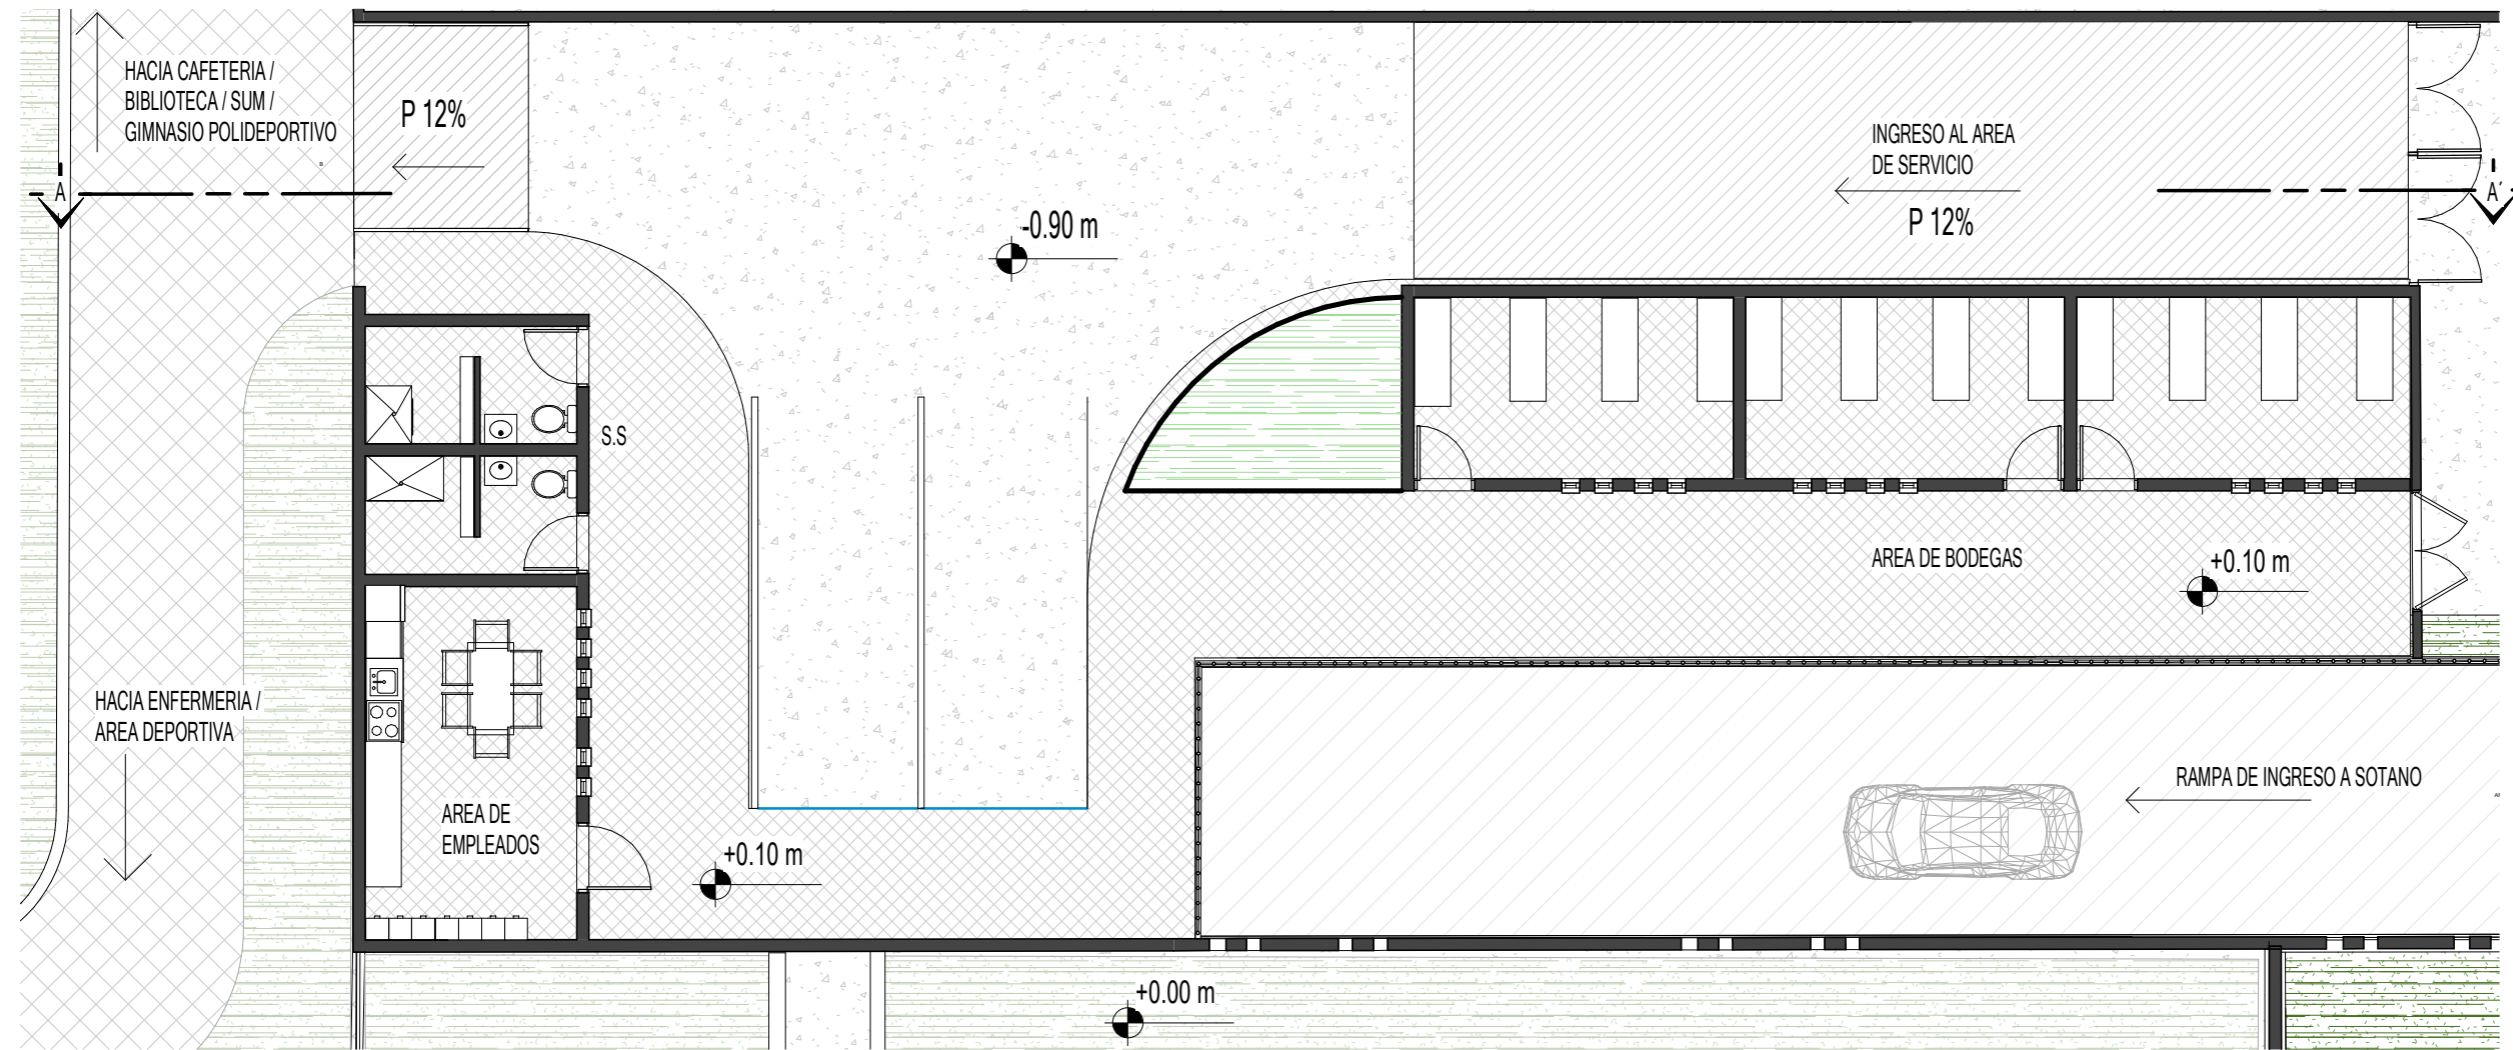 HACIA CAFETERIA /
BIBLIOTECA / SUM /
GIMNASIO POLIDEPORTIVO
P 12%
INGRESO AL AREA
DE SERVICIO
P 12%
A
A´
-0.90 m
S.S
AREA DE BODEGAS
+0.10 m
HACIA ENFERMERIA /
AREA DEPORTIVA
RAMPA DE INGRESO A SOTANO
AREA DE
EMPLEADOS
+0.10 m
+0.00 m